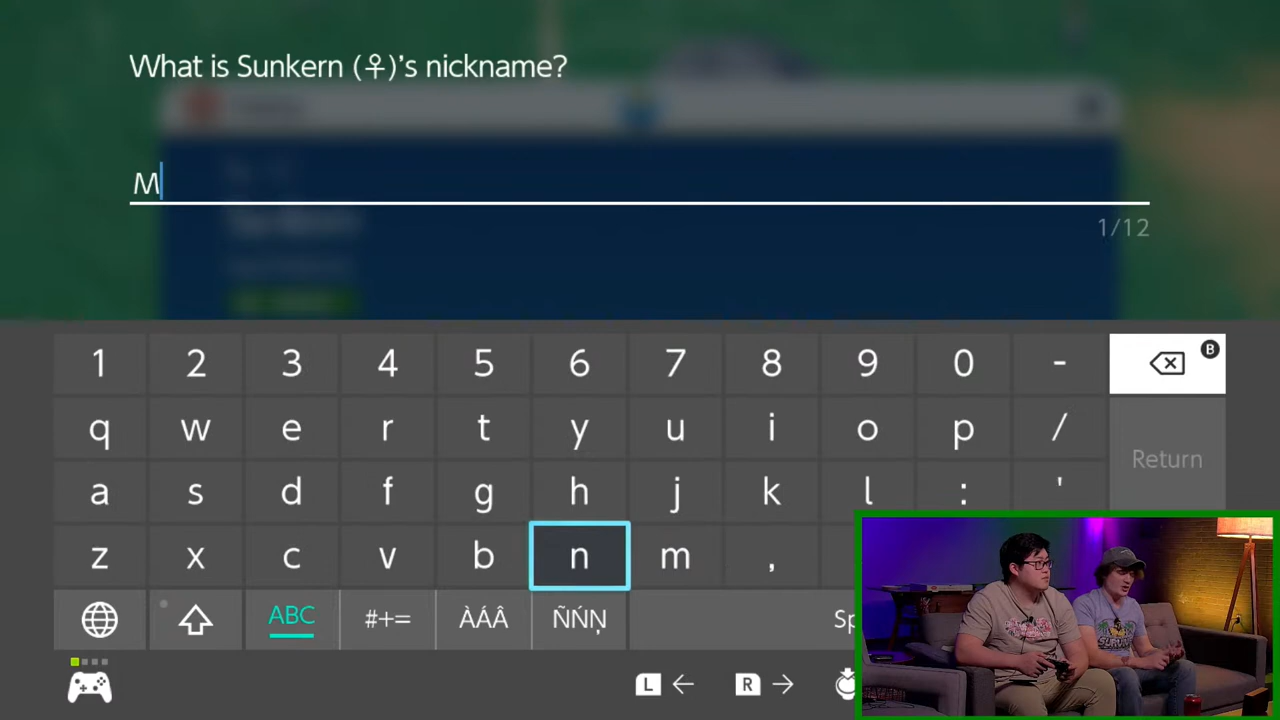 What is Sunkern (♀)'s nickname?
M
1/12
1 2 3 4 5 6 7 8 9 0 -
B
q w e r t y u i o p /
Return
a s d f g h j k l : '
z x c v b n m ,
ABC #+= ÀÁÂ ÑŃŅ
L ← R →